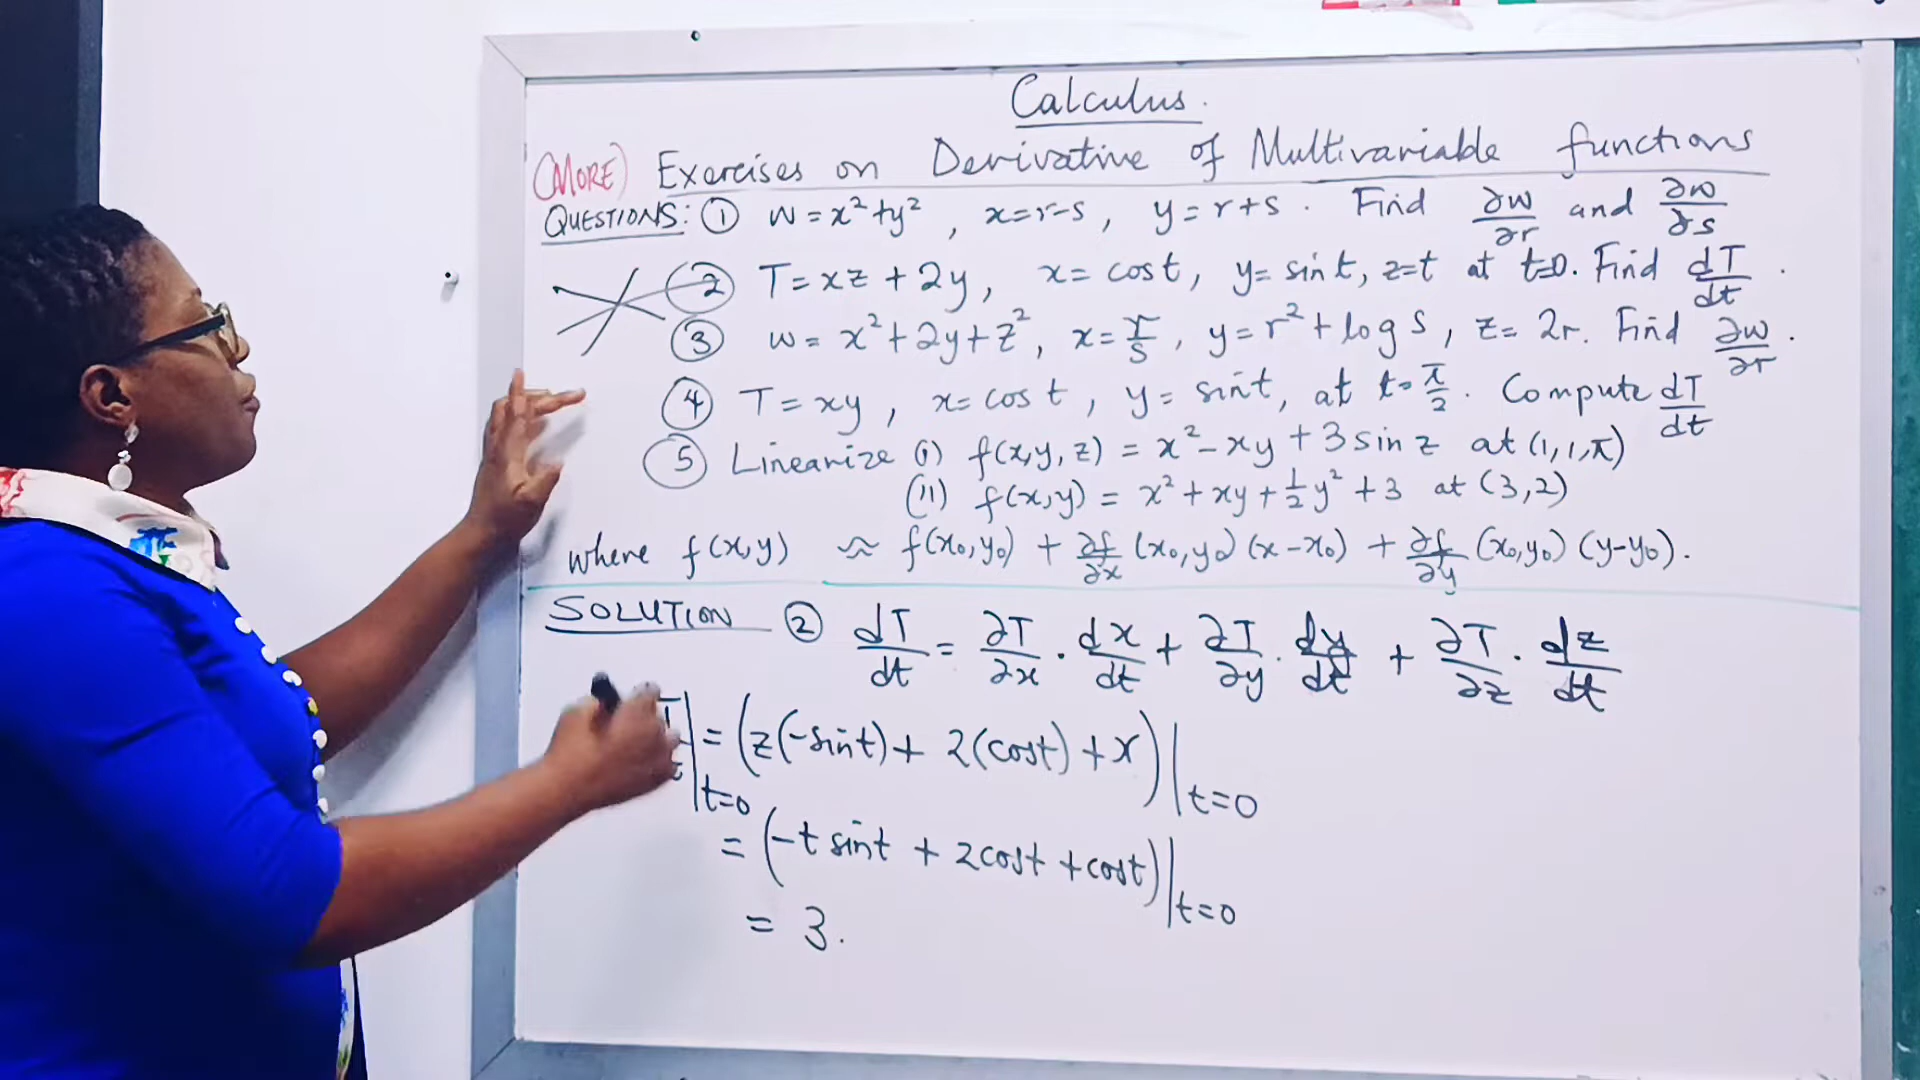 Calculus.
(MORE) Exercises on Derivative of Multivariable functions
QUESTIONS: ① w = x² + y², x = r-s, y = r+s. Find ∂w/∂r and ∂w/∂s
② T = xz + 2y, x = cos t, y = sin t, z=t at t=0. Find dT/dt.
③ w = x² + 2y + z², x = r/s, y = r² + log s, z = 2r. Find ∂w/∂r.
④ T = xy, x = cos t, y = sin t, at t = π/2. Compute dT/dt
⑤ Linearize (i) f(x,y,z) = x² - xy + 3 sin z at (1,1,π)
(ii) f(x,y) = x² + xy + 1/2 y² + 3 at (3,2)
where f(x,y) ≈ f(x₀,y₀) + ∂f/∂x (x₀,y₀)(x-x₀) + ∂f/∂y (x₀,y₀)(y-y₀).
SOLUTION ② dT/dt = ∂T/∂x · dx/dt + ∂T/∂y · dy/dt + ∂T/∂z · dz/dt
|t=0 = (z(-sin t) + 2(cos t) + x)|t=0
= (-t sin t + 2cos t + cos t)|t=0
= 3.